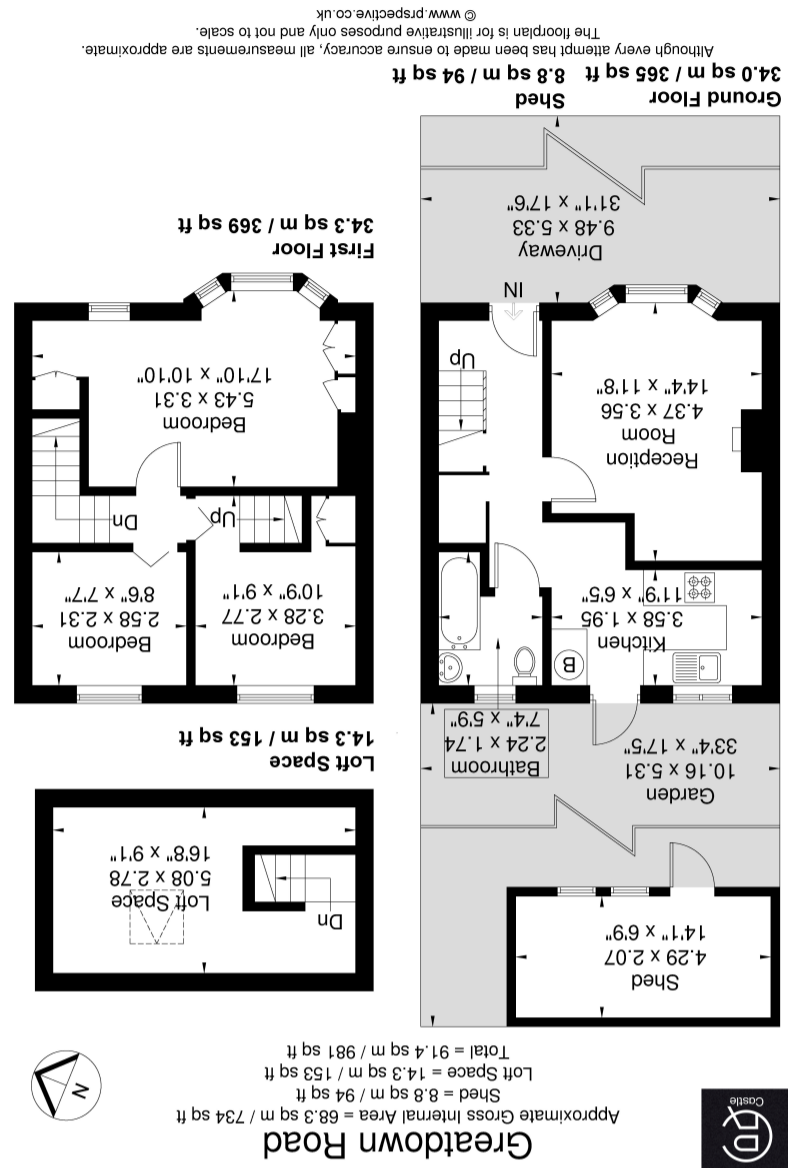 Greatdown Road
Approximate Gross Internal Area = 68.3 sq m / 734 sq ft
Shed = 8.8 sq m / 94 sq ft
Loft Space = 14.3 sq m / 153 sq ft
Total = 91.4 sq m / 981 sq ft
Castle
N
Shed
4.29 x 2.07
14'1" x 6'9"
Garden
10.16 x 5.31
33'4" x 17'5"
Bathroom
2.24 x 1.74
7'4" x 5'9"
Kitchen
3.58 x 1.95
11'9" x 6'5"
B
Reception
Room
4.37 x 3.56
14'4" x 11'8"
Up
IN
Driveway
9.48 x 5.33
31'1" x 17'6"
Ground Floor
34.0 sq m / 365 sq ft
Shed
8.8 sq m / 94 sq ft
Dn
Loft Space
5.08 x 2.78
16'8" x 9'1"
Loft Space
14.3 sq m / 153 sq ft
Bedroom
3.28 x 2.77
10'9" x 9'1"
Bedroom
2.58 x 2.31
8'6" x 7'7"
Up
Dn
Bedroom
5.43 x 3.31
17'10" x 10'10"
First Floor
34.3 sq m / 369 sq ft
Although every attempt has been made to ensure accuracy, all measurements are approximate.
The floorplan is for illustrative purposes only and not to scale.
© www.prspective.co.uk